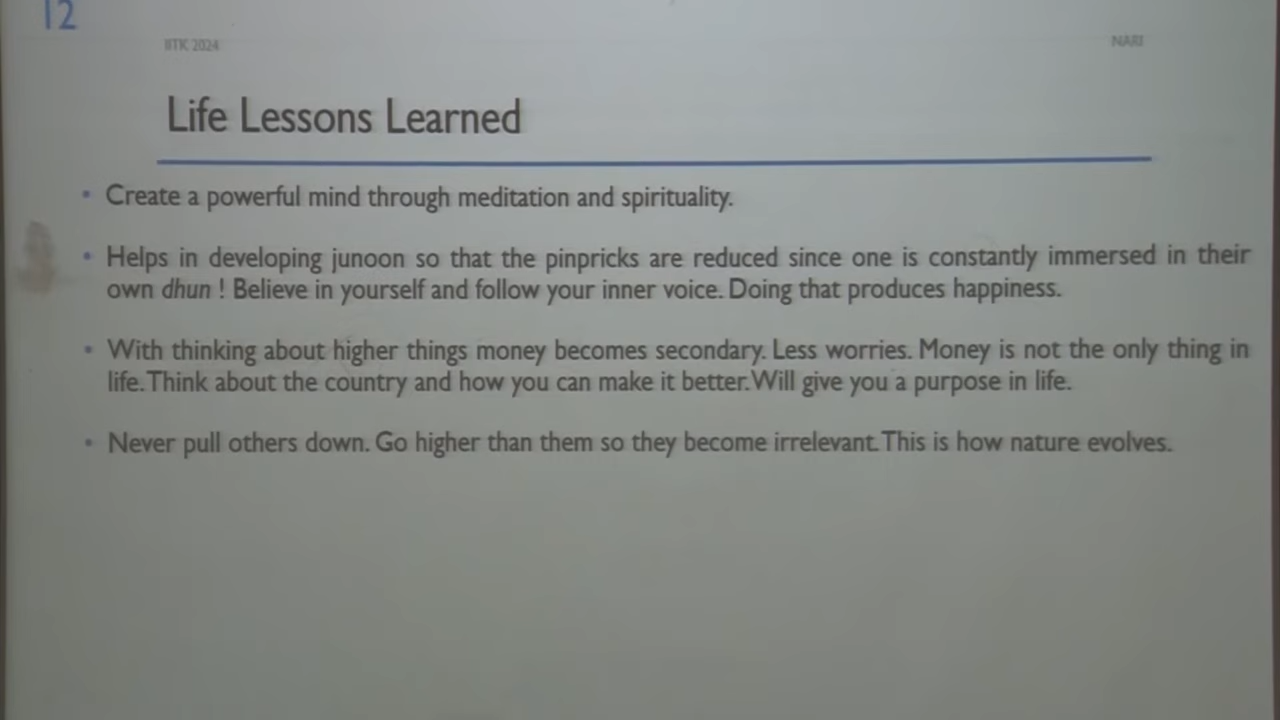 12
IITK 2024
NARI
Life Lessons Learned
• Create a powerful mind through meditation and spirituality.
• Helps in developing junoon so that the pinpricks are reduced since one is constantly immersed in their
own dhun ! Believe in yourself and follow your inner voice. Doing that produces happiness.
• With thinking about higher things money becomes secondary. Less worries. Money is not the only thing in
life. Think about the country and how you can make it better. Will give you a purpose in life.
• Never pull others down. Go higher than them so they become irrelevant. This is how nature evolves.